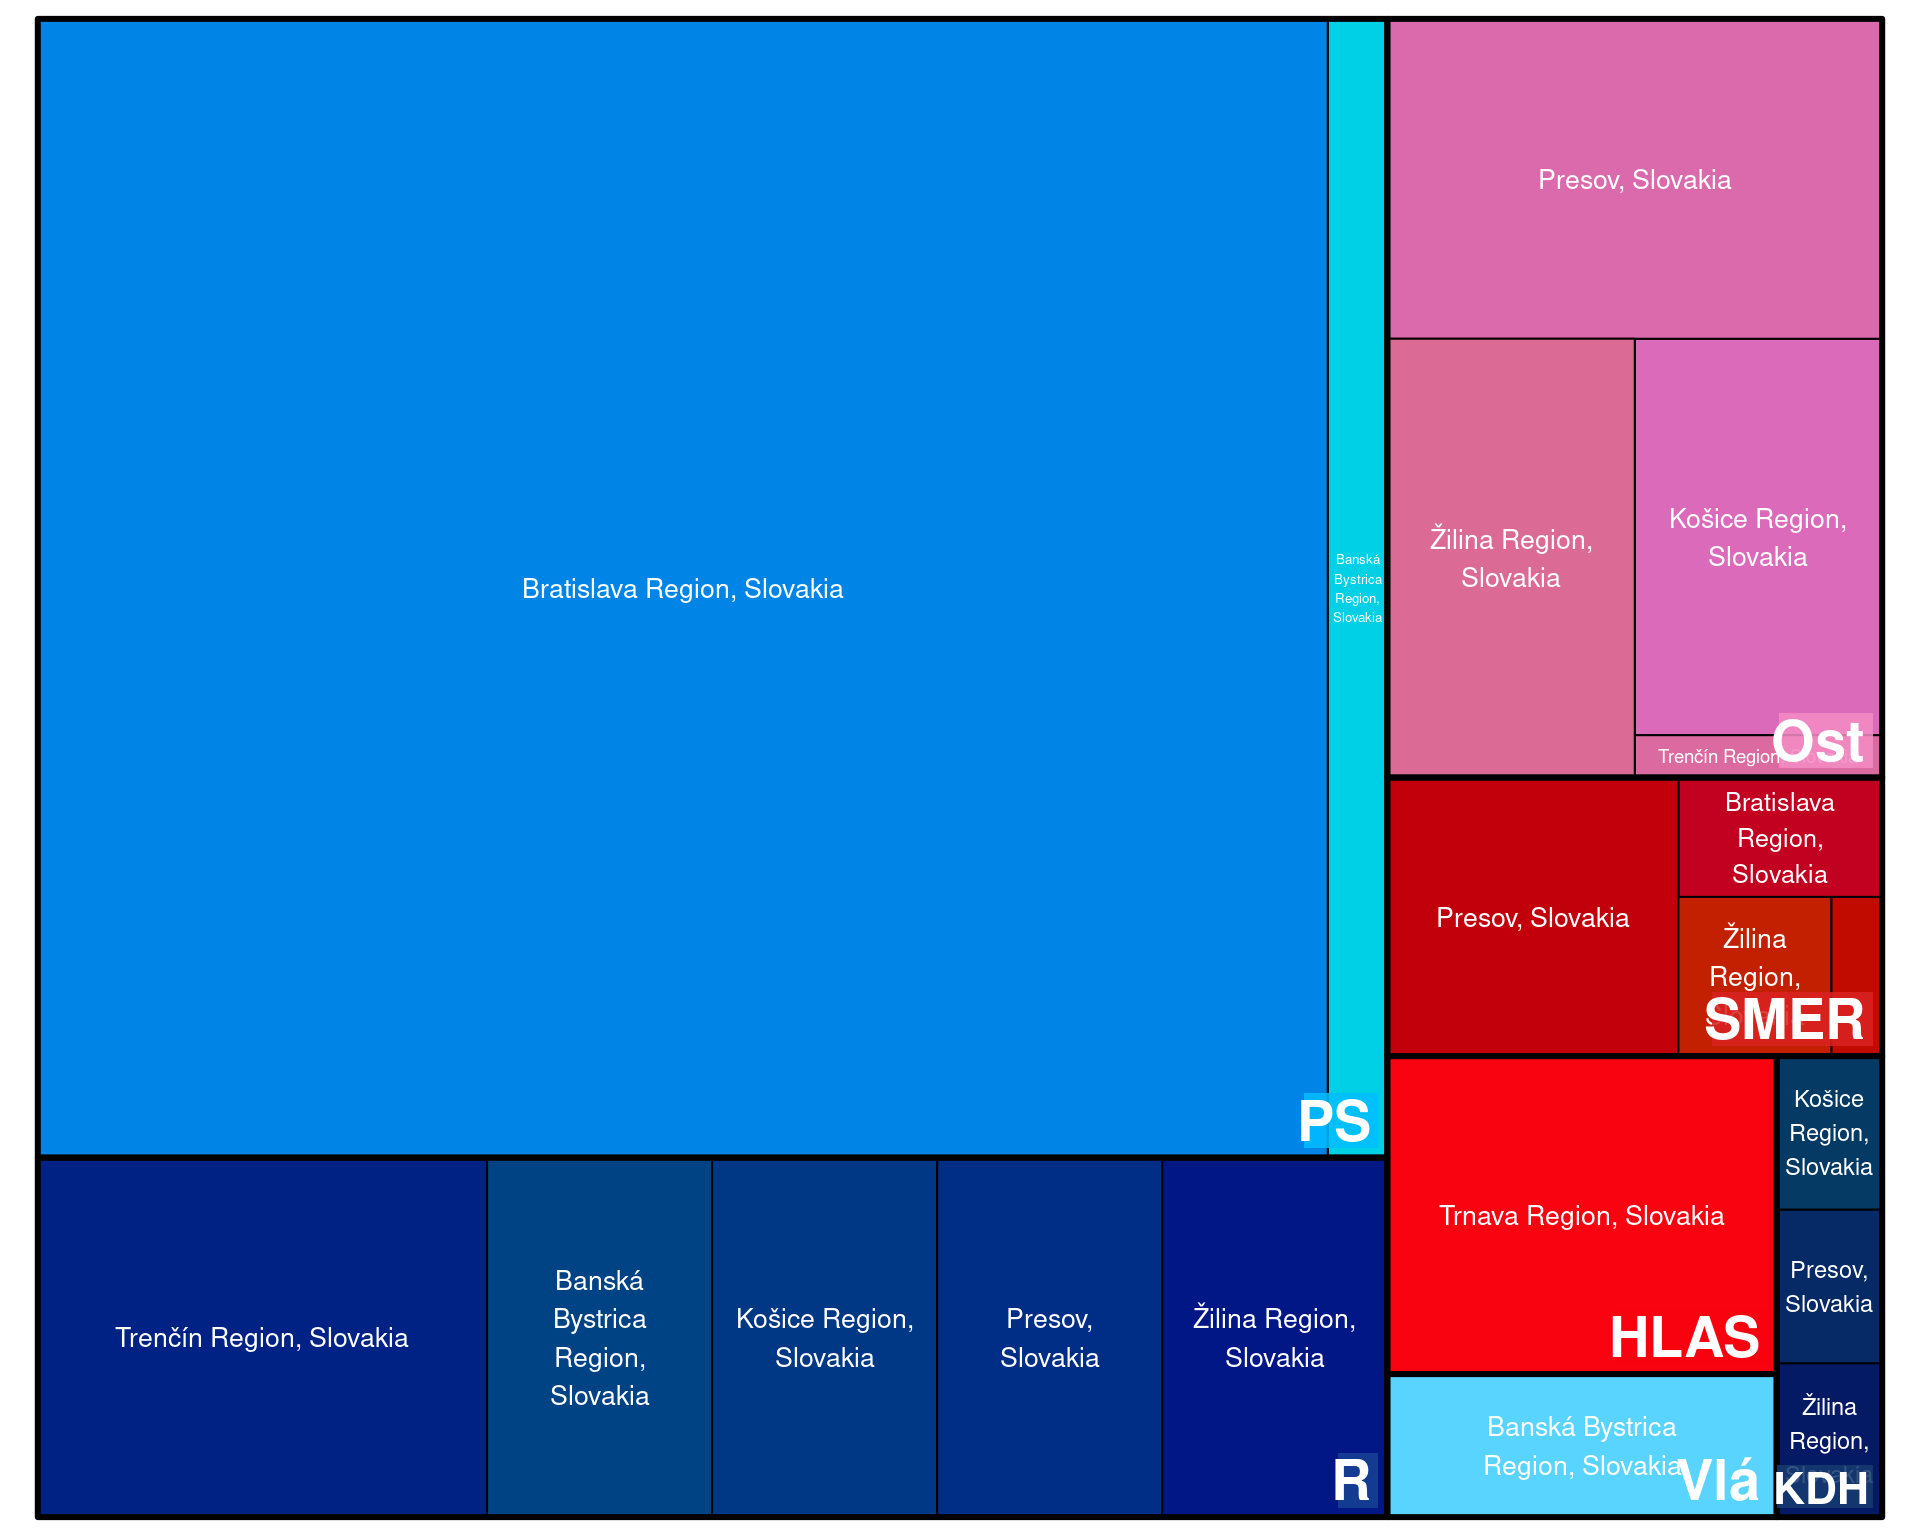 Bratislava Region, Slovakia
Banská
Bystrica
Region,
Slovakia
PS
Trenčín Region, Slovakia
Banská
Bystrica
Region,
Slovakia
Košice Region,
Slovakia
Presov,
Slovakia
Žilina Region,
Slovakia
R
Presov, Slovakia
Žilina Region,
Slovakia
Košice Region,
Slovakia
Trenčín Region
Ost
Presov, Slovakia
Bratislava
Region,
Slovakia
Žilina
Region,
SMER
Trnava Region, Slovakia
HLAS
Banská Bystrica
Region, Slovakia
Vlá
Košice
Region,
Slovakia
Presov,
Slovakia
Žilina
Region,
Slovakia
KDH